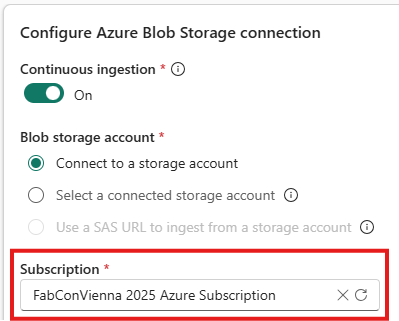 Configure Azure Blob Storage connection
Continuous ingestion *
On
Blob storage account *
Connect to a storage account
Select a connected storage account
Use a SAS URL to ingest from a storage account
Subscription *
FabConVienna 2025 Azure Subscription